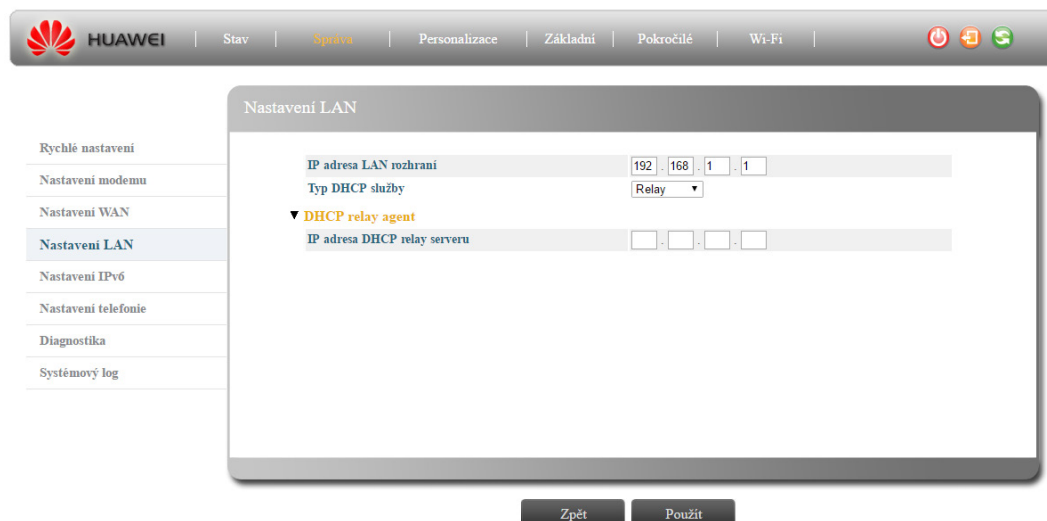 HUAWEI | Stav | Správa | Personalizace | Základní | Pokročilé | Wi-Fi |
Nastavení LAN
Rychlé nastavení
Nastavení modemu
Nastavení WAN
Nastavení LAN
Nastavení IPv6
Nastavení telefonie
Diagnostika
Systémový log
IP adresa LAN rozhraní 192 . 168 . 1 . 1
Typ DHCP služby Relay
DHCP relay agent
IP adresa DHCP relay serveru . . .
Zpět Použít